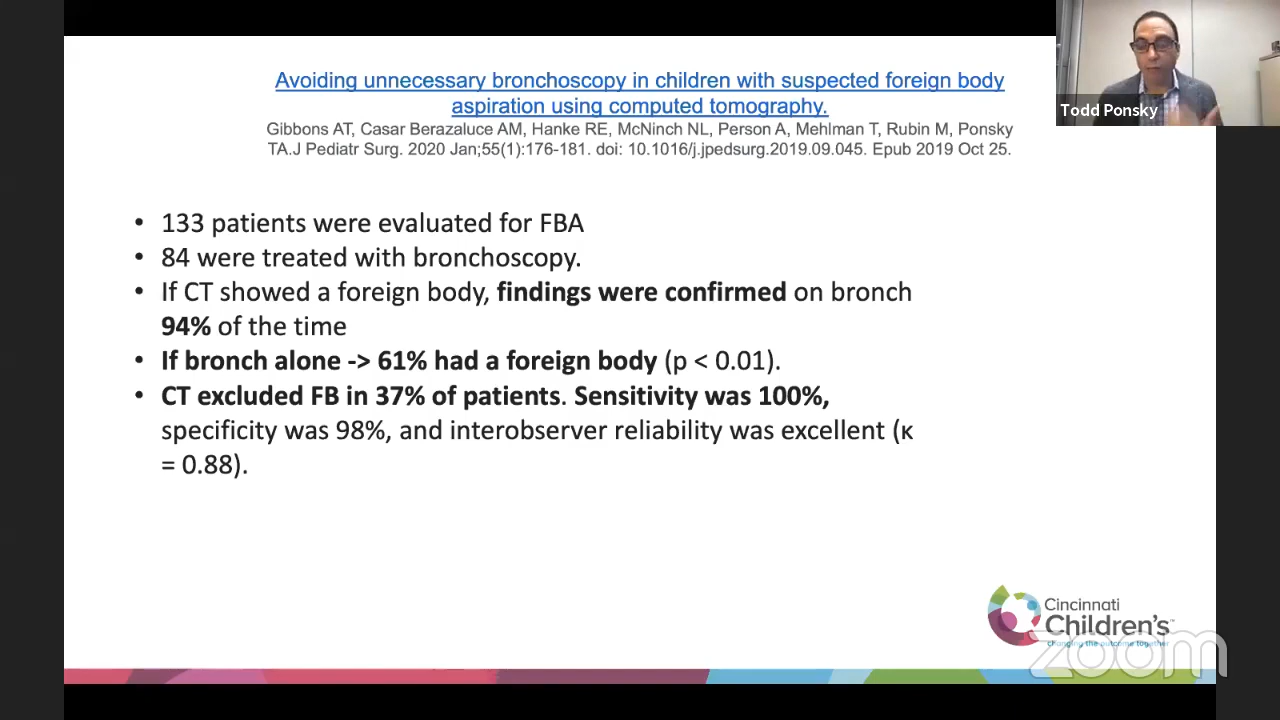 Avoiding unnecessary bronchoscopy in children with suspected foreign body
aspiration using computed tomography.
Gibbons AT, Casar Berazaluce AM, Hanke RE, McNinch NL, Person A, Mehlman T, Rubin M, Ponsky
TA.J Pediatr Surg. 2020 Jan;55(1):176-181. doi: 10.1016/j.jpedsurg.2019.09.045. Epub 2019 Oct 25.
Todd Ponsky
• 133 patients were evaluated for FBA
• 84 were treated with bronchoscopy.
• If CT showed a foreign body, findings were confirmed on bronch
94% of the time
• If bronch alone -> 61% had a foreign body (p < 0.01).
• CT excluded FB in 37% of patients. Sensitivity was 100%,
specificity was 98%, and interobserver reliability was excellent (κ
= 0.88).
Cincinnati
Children's™
changing the outcome together
zoom